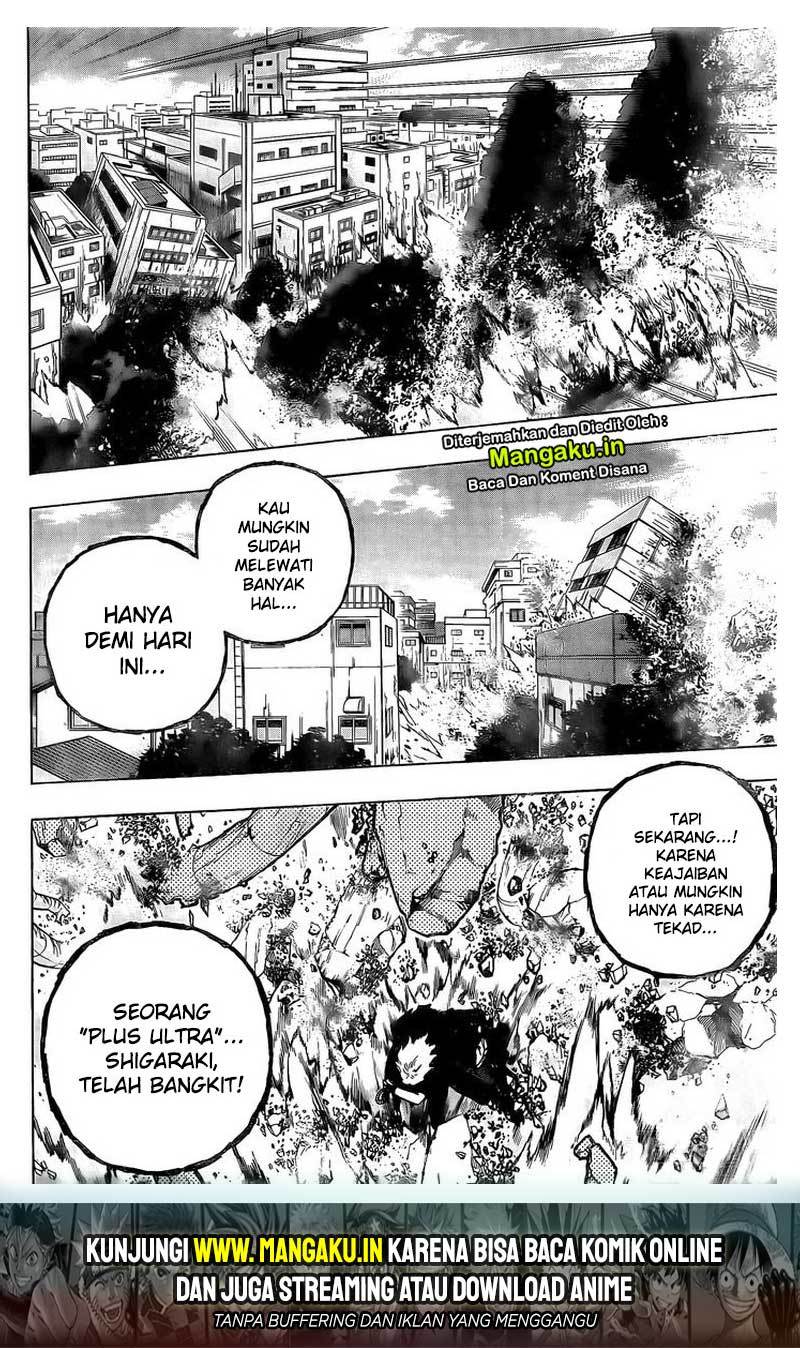 Diterjemahkan dan Diedit Oleh :
Mangaku.in
Baca Dan Koment Disana
KAU
MUNGKIN
SUDAH
MELEWATI
BANYAK
HAL...
HANYA
DEMI HARI
INI...
TAPI
SEKARANG...!
KARENA
KEAJAIBAN
ATAU MUNGKIN
HANYA KARENA
TEKAD...
SEORANG
"PLUS ULTRA"...
SHIGARAKI,
TELAH BANGKIT!
KUNJUNGI WWW. MANGAKU.IN KARENA BISA BACA KOMIK ONLINE
DAN JUGA STREAMING ATAU DOWNLOAD ANIME
TANPA BUFFERING DAN IKLAN YANG MENGGANGU